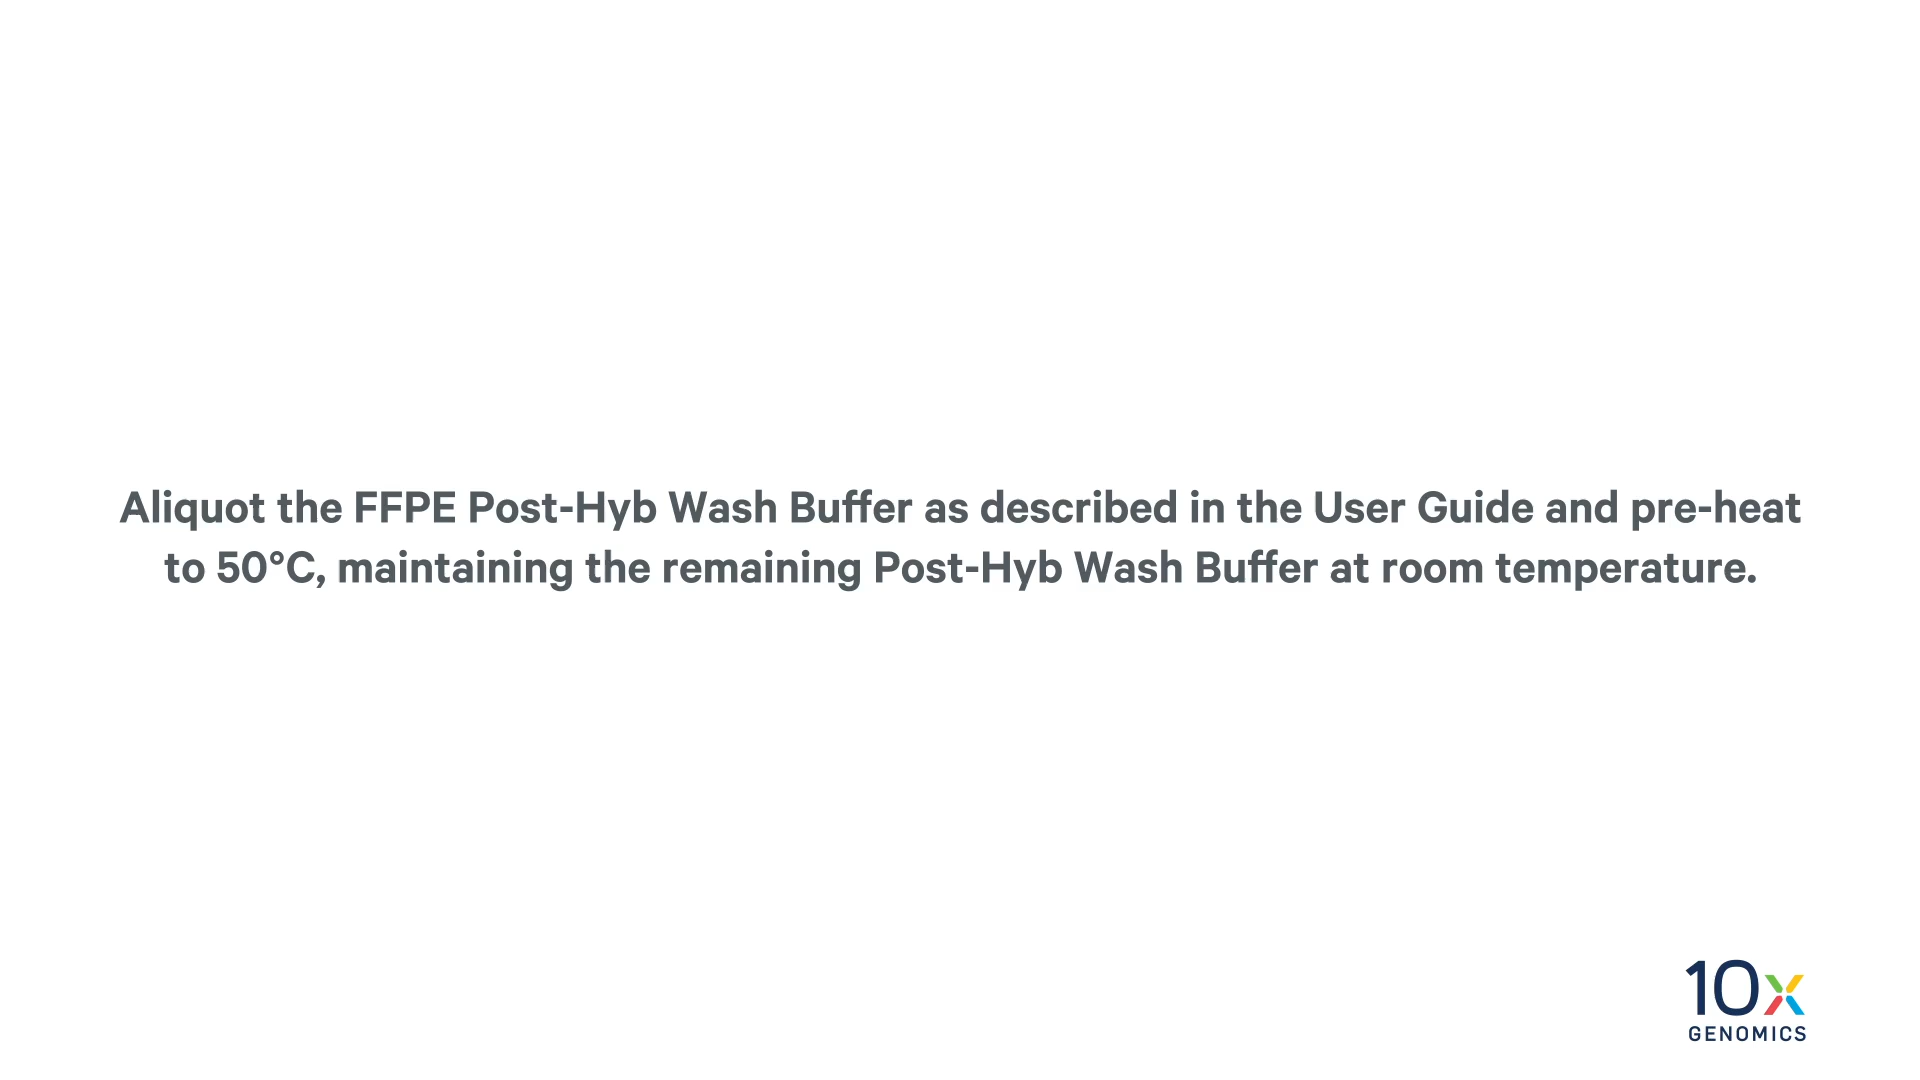 Aliquot the FFPE Post-Hyb Wash Buffer as described in the User Guide and pre-heat
to 50°C, maintaining the remaining Post-Hyb Wash Buffer at room temperature.
10x
GENOMICS